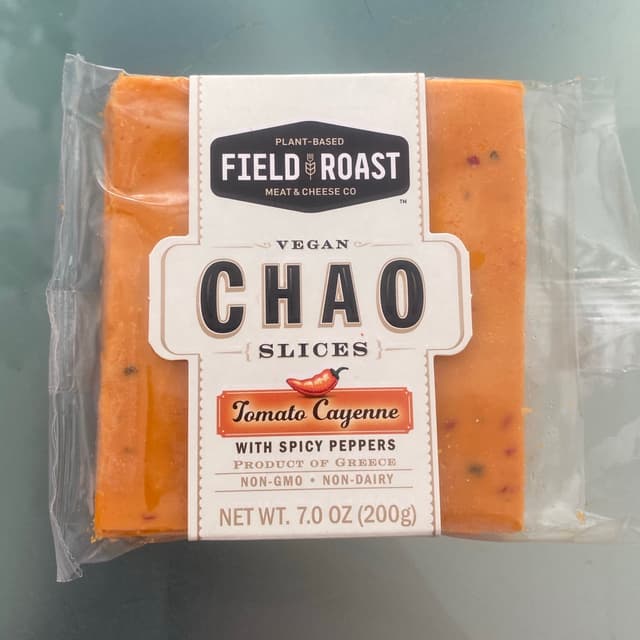 PLANT-BASED
FIELD ROAST
MEAT & CHEESE CO
TM
VEGAN
CHAO
SLICES
Tomato Cayenne
WITH SPICY PEPPERS
PRODUCT OF GREECE
NON-GMO • NON-DAIRY
NET WT. 7.0 OZ (200g)